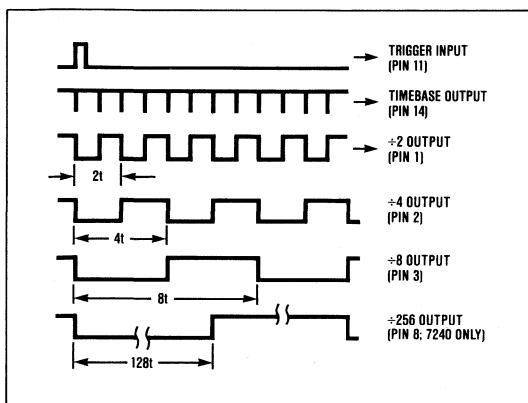 TRIGGER INPUT
(PIN 11)
TIMEBASE OUTPUT
(PIN 14)
÷2 OUTPUT
(PIN 1)
2t
÷4 OUTPUT
(PIN 2)
4t
÷8 OUTPUT
(PIN 3)
8t
÷256 OUTPUT
(PIN 8; 7240 ONLY)
128t